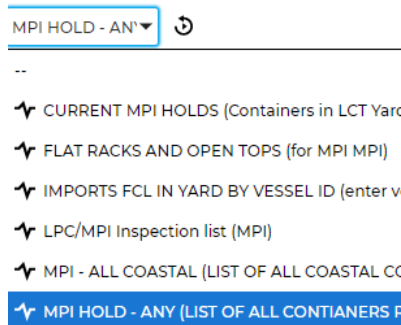 MPI HOLD - AN
--
CURRENT MPI HOLDS (Containers in LCT Yard
FLAT RACKS AND OPEN TOPS (for MPI MPI)
IMPORTS FCL IN YARD BY VESSEL ID (enter
LPC/MPI Inspection list (MPI)
MPI - ALL COASTAL (LIST OF ALL COASTAL
MPI HOLD - ANY (LIST OF ALL CONTIANERS